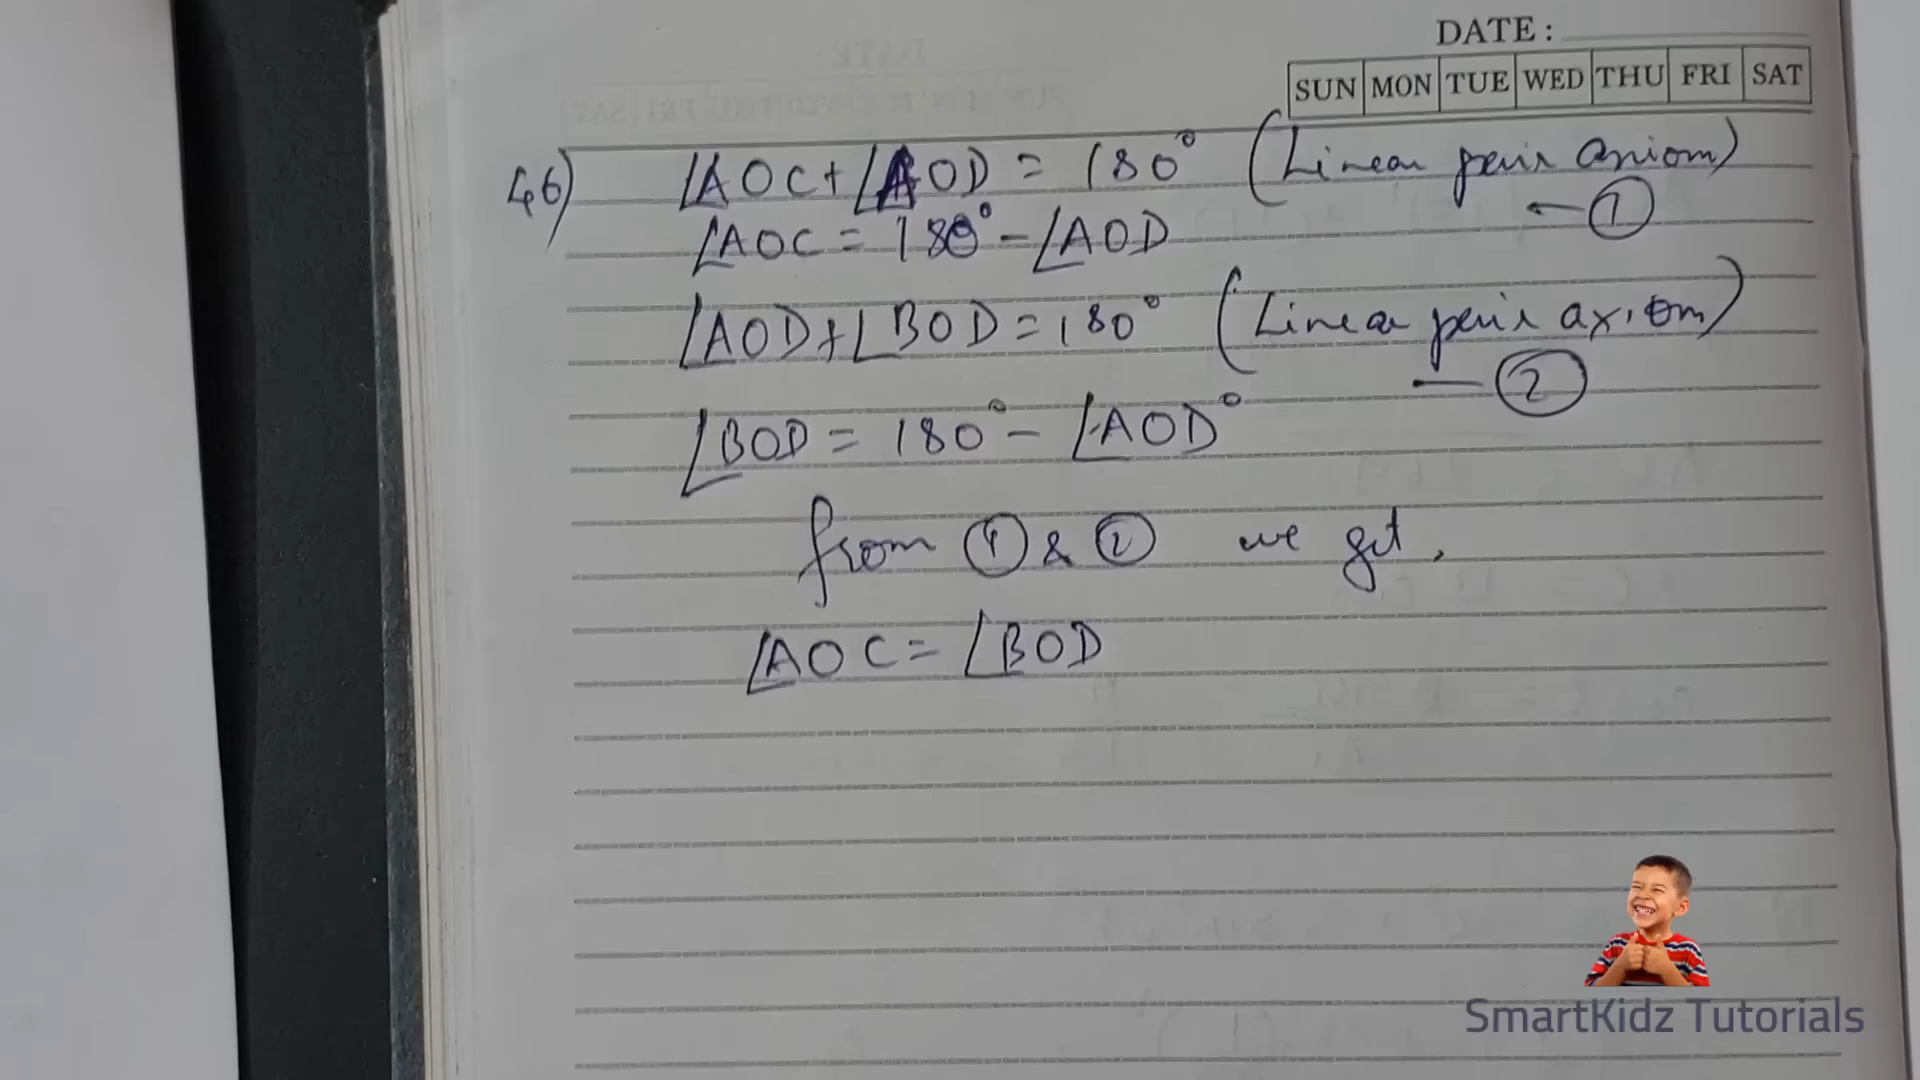 DATE :
SUN MON TUE WED THU FRI SAT
46) ∠AOC + ∠AOD = 180° (Linear pair axiom)
← ①
∠AOC = 180° - ∠AOD
∠AOD + ∠BOD = 180° (Linear pair axiom)
— ②
∠BOD = 180° - ∠AOD°
from ① & ② we get,
∠AOC = ∠BOD
SmartKidz Tutorials